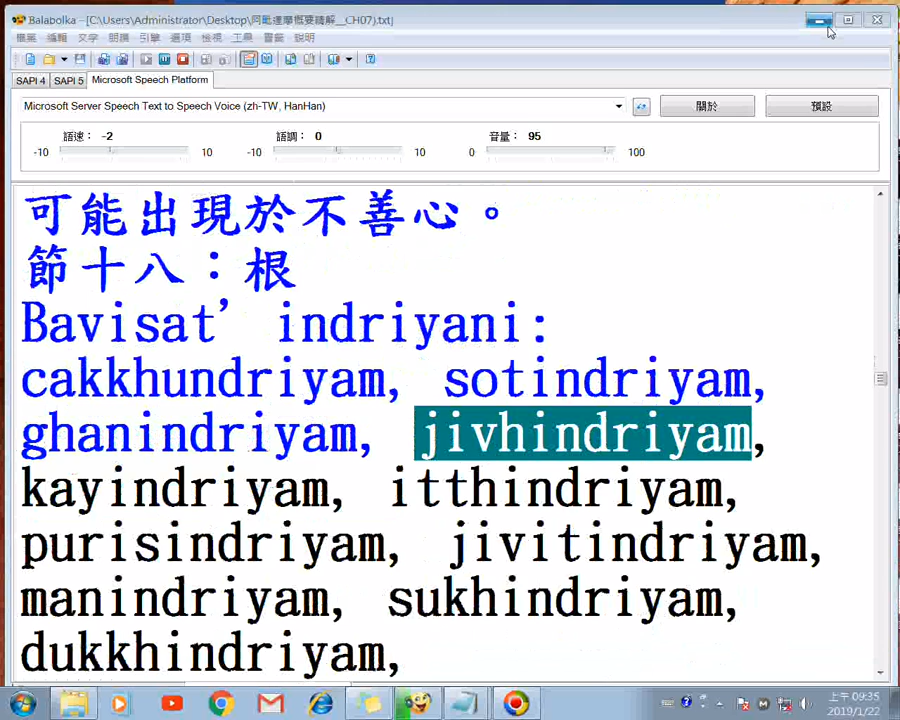 Balabolka - [C:\Users\Administrator\Desktop\阿毗達摩概要精解__CH07).txt]
檔案 編輯 文字 朗讀 引擎 選項 檢視 工具 書籤 說明
SAPI 4 SAPI 5 Microsoft Speech Platform
Microsoft Server Speech Text to Speech Voice (zh-TW, HanHan)
關於 預設
語速: -2 語調: 0 音量: 95
-10 10 -10 10 0 100
可能出現於不善心。
節十八：根
Bavisat’ indriyani:
cakkhundriyam, sotindriyam,
ghanindriyam, jivhindriyam,
kayindriyam, itthindriyam,
purisindriyam, jivitindriyam,
manindriyam, sukhindriyam,
dukkhindriyam,
上午 09:35
2019/1/22